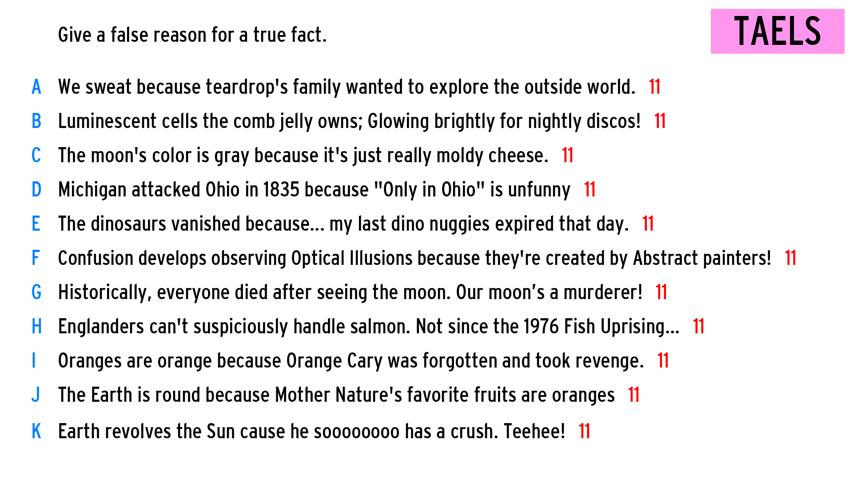 Give a false reason for a true fact.
TAELS
A We sweat because teardrop's family wanted to explore the outside world. 11
B Luminescent cells the comb jelly owns; Glowing brightly for nightly discos! 11
C The moon's color is gray because it's just really moldy cheese. 11
D Michigan attacked Ohio in 1835 because "Only in Ohio" is unfunny 11
E The dinosaurs vanished because... my last dino nuggies expired that day. 11
F Confusion develops observing Optical Illusions because they're created by Abstract painters! 11
G Historically, everyone died after seeing the moon. Our moon’s a murderer! 11
H Englanders can't suspiciously handle salmon. Not since the 1976 Fish Uprising... 11
I Oranges are orange because Orange Cary was forgotten and took revenge. 11
J The Earth is round because Mother Nature's favorite fruits are oranges 11
K Earth revolves the Sun cause he soooooooo has a crush. Teehee! 11